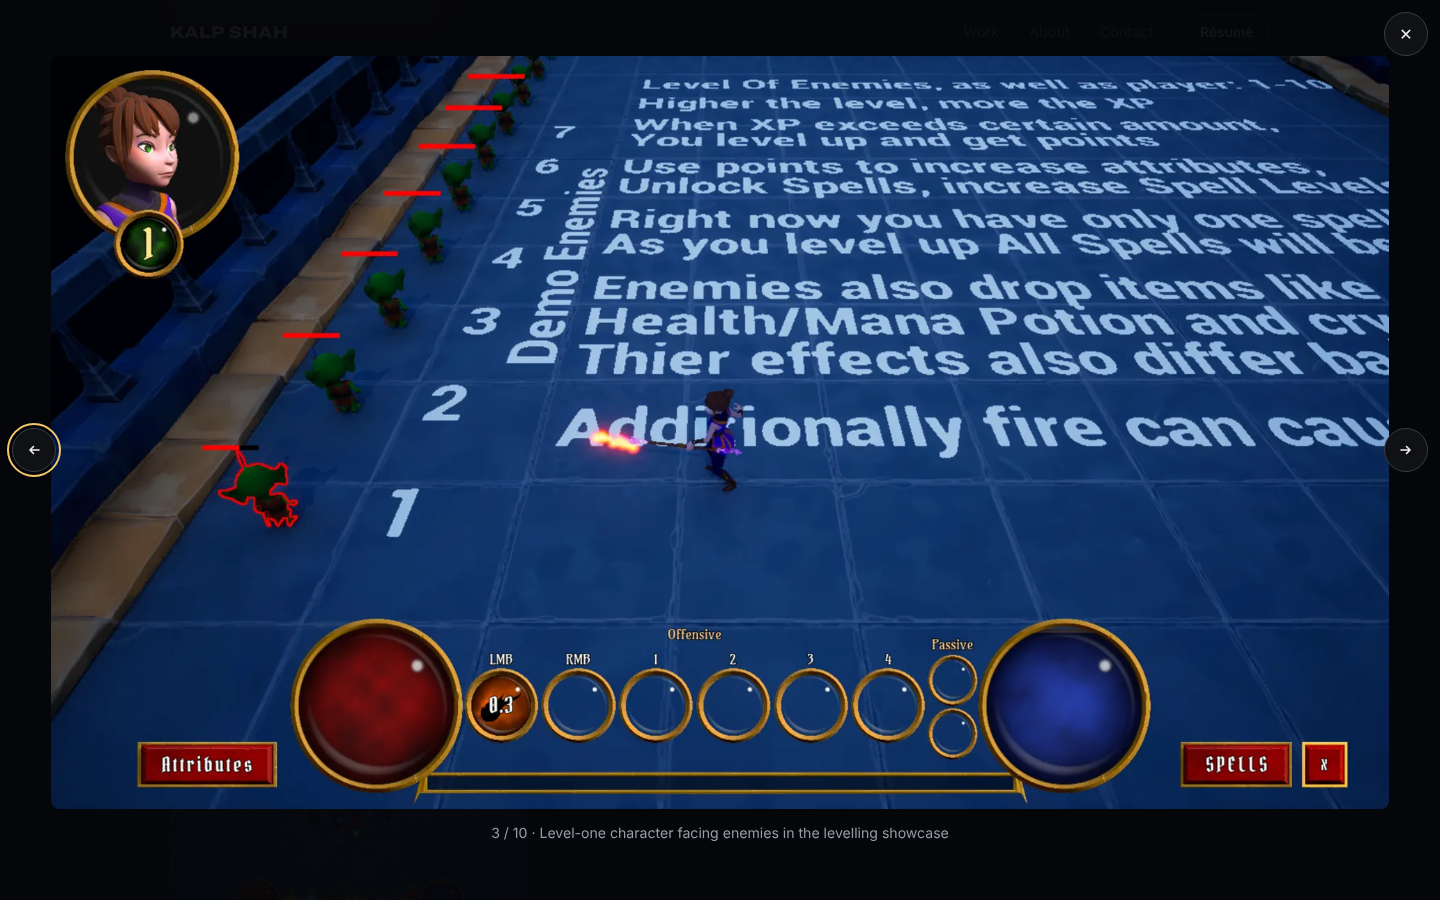 KALP SHAH
Work
About
Contact
Résumé
Level Of Enemies, as well as player: 1-10
Higher the level, more the XP
When XP exceeds certain amount,
You level up and get points
Use points to increase attributes,
Unlock Spells, increase Spell Levels
Right now you have only one spell
As you level up All Spells will be
Enemies also drop items like
Health/Mana Potion and cry
Thier effects also differ ba
Additionally fire can cau
Demo Enemies
7
6
5
4
3
2
1
1
Offensive
Passive
LMB
RMB
1
2
3
4
0.3
Attributes
SPELLS
X
3 / 10 · Level-one character facing enemies in the levelling showcase